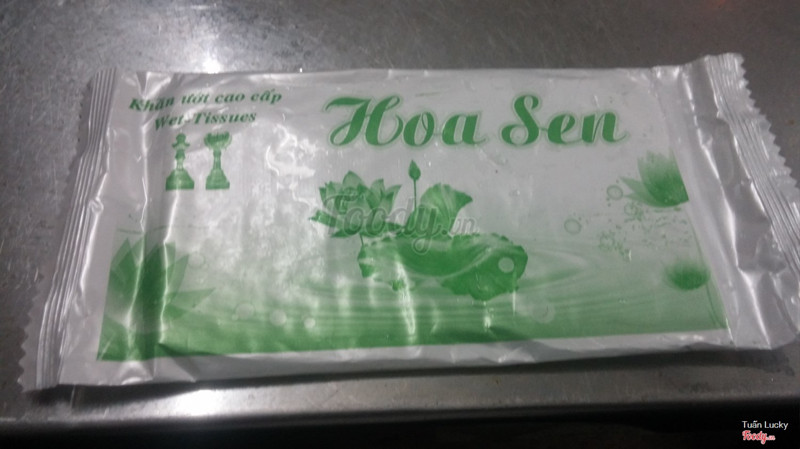 Khăn ướt cao cấp
Wet-Tissues
Hoa Sen
Foody.vn
Tuấn Lucky
Foody.vn